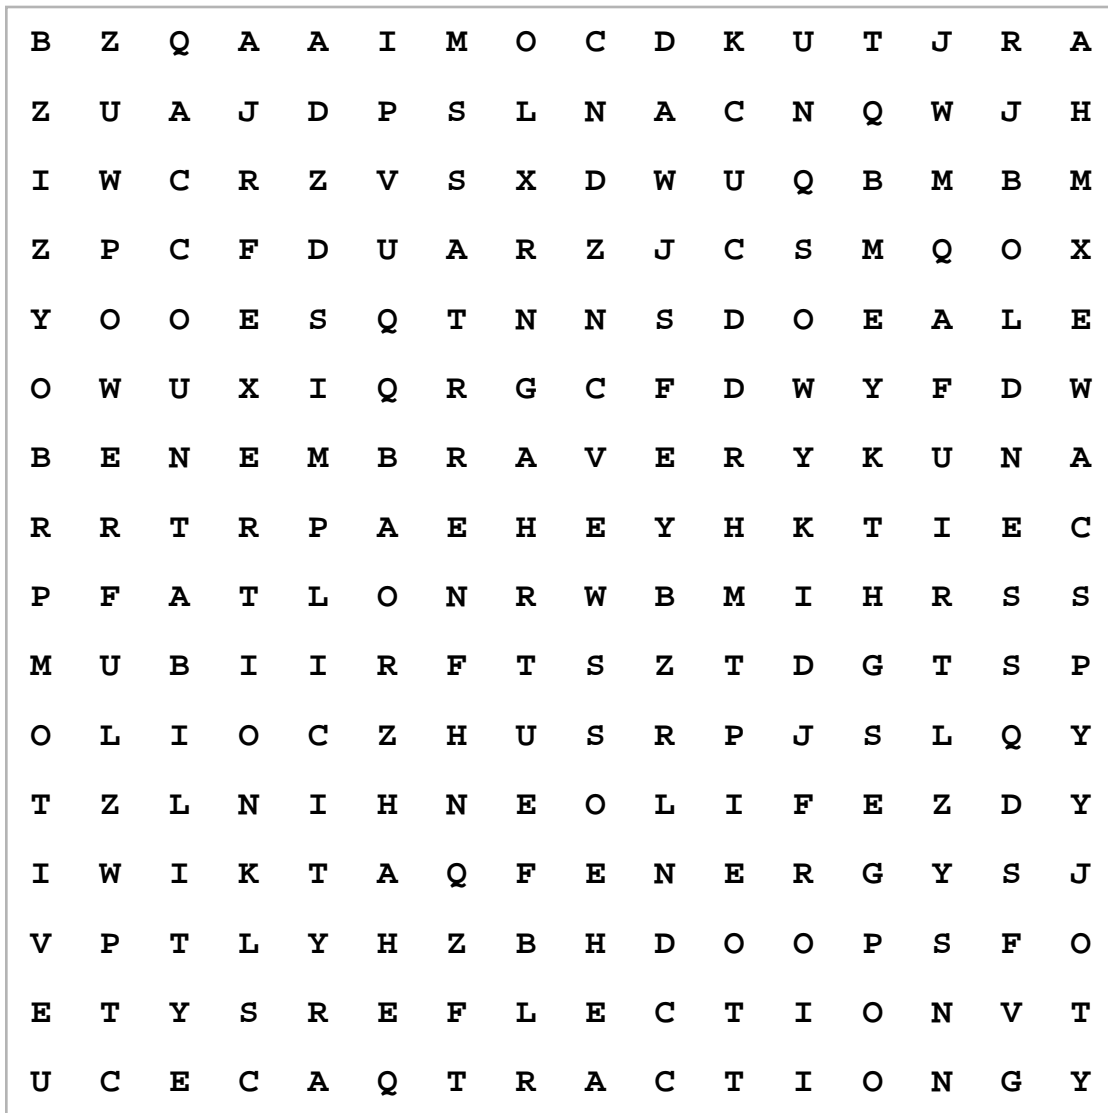 B Z Q A A I M O C D K U T J R A
Z U A J D P S L N A C N Q W J H
I W C R Z V S X D W U Q B M B M
Z P C F D U A R Z J C S M Q O X
Y O O E S Q T N N S D O E A L E
O W U X I Q R G C F D W Y F D W
B E N E M B R A V E R Y K U N A
R R T R P A E H E Y H K T I E C
P F A T L O N R W B M I H R S S
M U B I I R F T S Z T D G T S P
O L I O C Z H U S R P J S L Q Y
T Z L N I H N E O L I F E Z D Y
I W I K T A Q F E N E R G Y S J
V P T L Y H Z B H D O O P S F O
E T Y S R E F L E C T I O N V T
U C E C A Q T R A C T I O N G Y